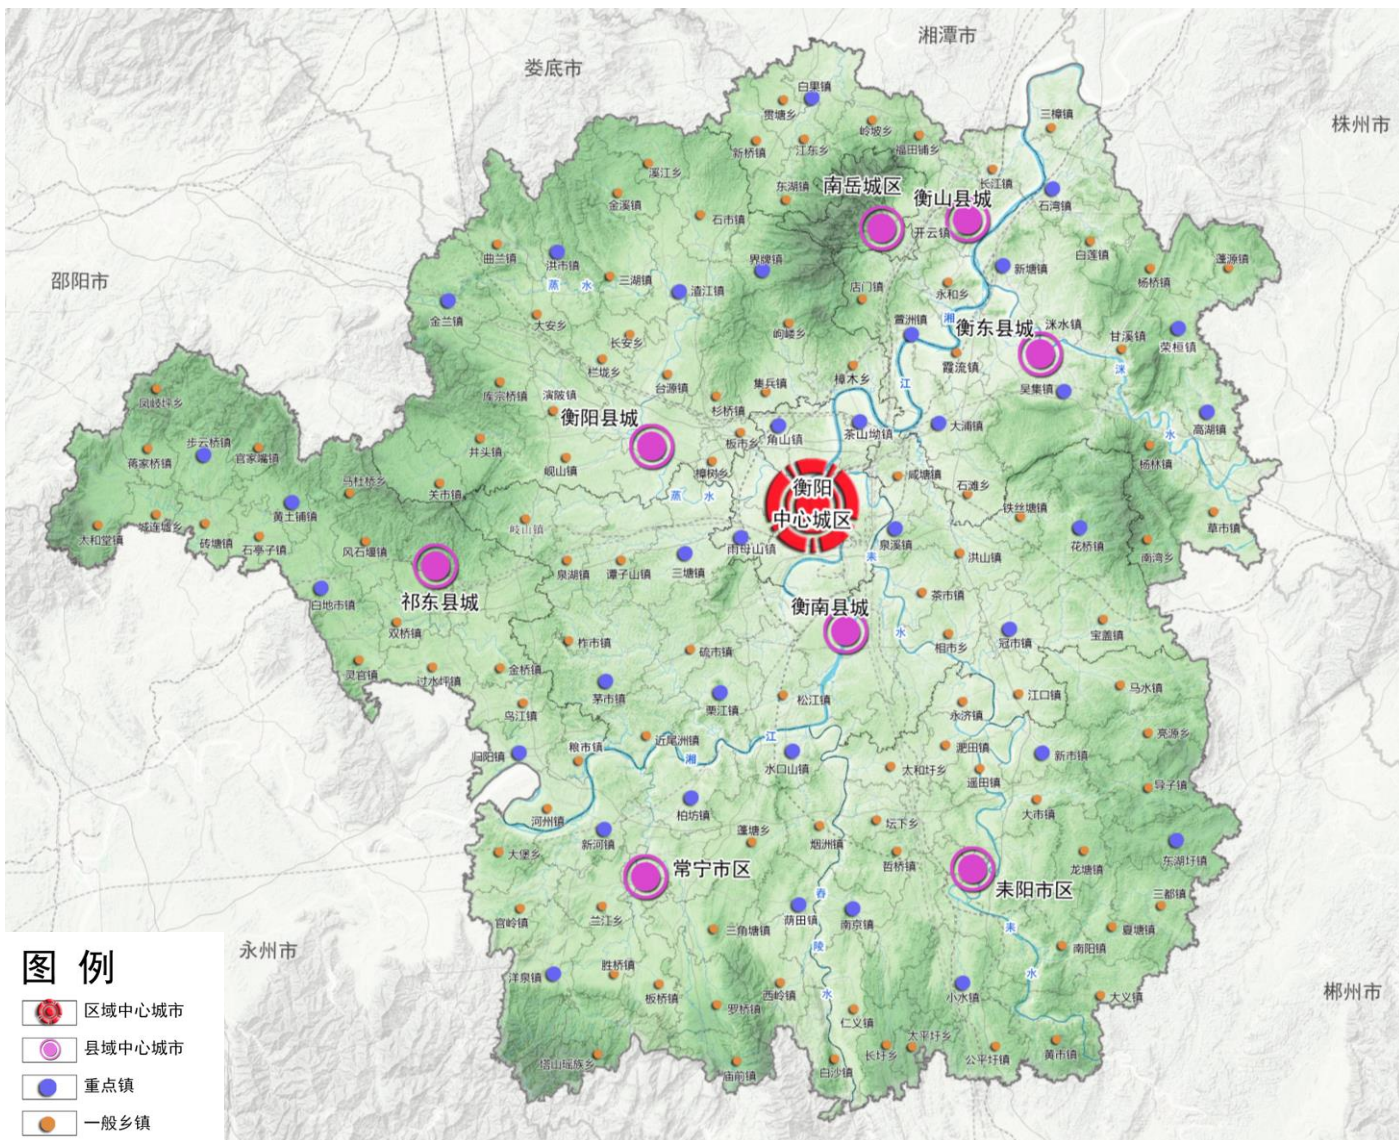 湘潭市
娄底市
株州市
白果镇
贯塘乡
三樟镇
岭坡乡
福田铺乡
新桥镇
江东乡
溪江乡
长江镇
东湖镇
南岳城区
衡山县城
金溪镇
石湾镇
石市镇
开云镇
曲兰镇
洪市镇
界牌镇
新塘镇
白莲镇
蓬源镇
邵阳市
三湖镇
杨桥镇
蒸水
渣江镇
店门镇
永和乡
金兰镇
大安乡
岣嵝乡
萱洲镇
湘
衡东县城
洣水镇
甘溪镇
荣桓镇
长安乡
栏垅乡
樟木乡
霞流镇
洣
台源镇
集兵镇
江
吴集镇
凤岐坪乡
库宗桥镇
演陂镇
杉桥镇
衡阳县城
高湖镇
步云桥镇
角山镇
茶山坳镇
大浦镇
水
蒋家桥镇
官家嘴镇
井头镇
板市乡
杨林镇
岘山镇
樟树乡
咸塘镇
马杜桥乡
关市镇
衡阳
中心城区
石滩乡
蒸水
黄土铺镇
铁丝塘镇
草市镇
太和堂镇
城连墟乡
砖塘镇
石亭子镇
岐山镇
花桥镇
风石堰镇
雨母山镇
泉溪镇
耒
洪山镇
南湾乡
泉湖镇
谭子山镇
三塘镇
祁东县城
白地市镇
衡南县城
茶市镇
双桥镇
水
宝盖镇
柞市镇
硫市镇
相市乡
冠市镇
灵官镇
过水坪镇
金桥镇
茅市镇
栗江镇
松江镇
江口镇
马水镇
鸟江镇
永济镇
近尾洲镇
江
亮源乡
归阳镇
粮市镇
湘
水口山镇
淝田镇
新市镇
太和圩乡
遥田镇
导子镇
河州镇
柏坊镇
大市镇
蓬塘乡
坛下乡
新河镇
烟洲镇
大堡乡
哲桥镇
龙塘镇
东湖圩镇
常宁市区
耒阳市区
舂
三都镇
官岭镇
兰江乡
荫田镇
南京镇
三角塘镇
耒
夏塘镇
永州市
陵
南阳镇
胜桥镇
洋泉镇
水
板桥镇
西岭镇
水
小水镇
大义镇
郴州市
罗桥镇
仁义镇
太平圩乡
长圩乡
公平圩镇
黄市镇
塔山瑶族乡
庙前镇
白沙镇
图 例
区域中心城市
县域中心城市
重点镇
一般乡镇